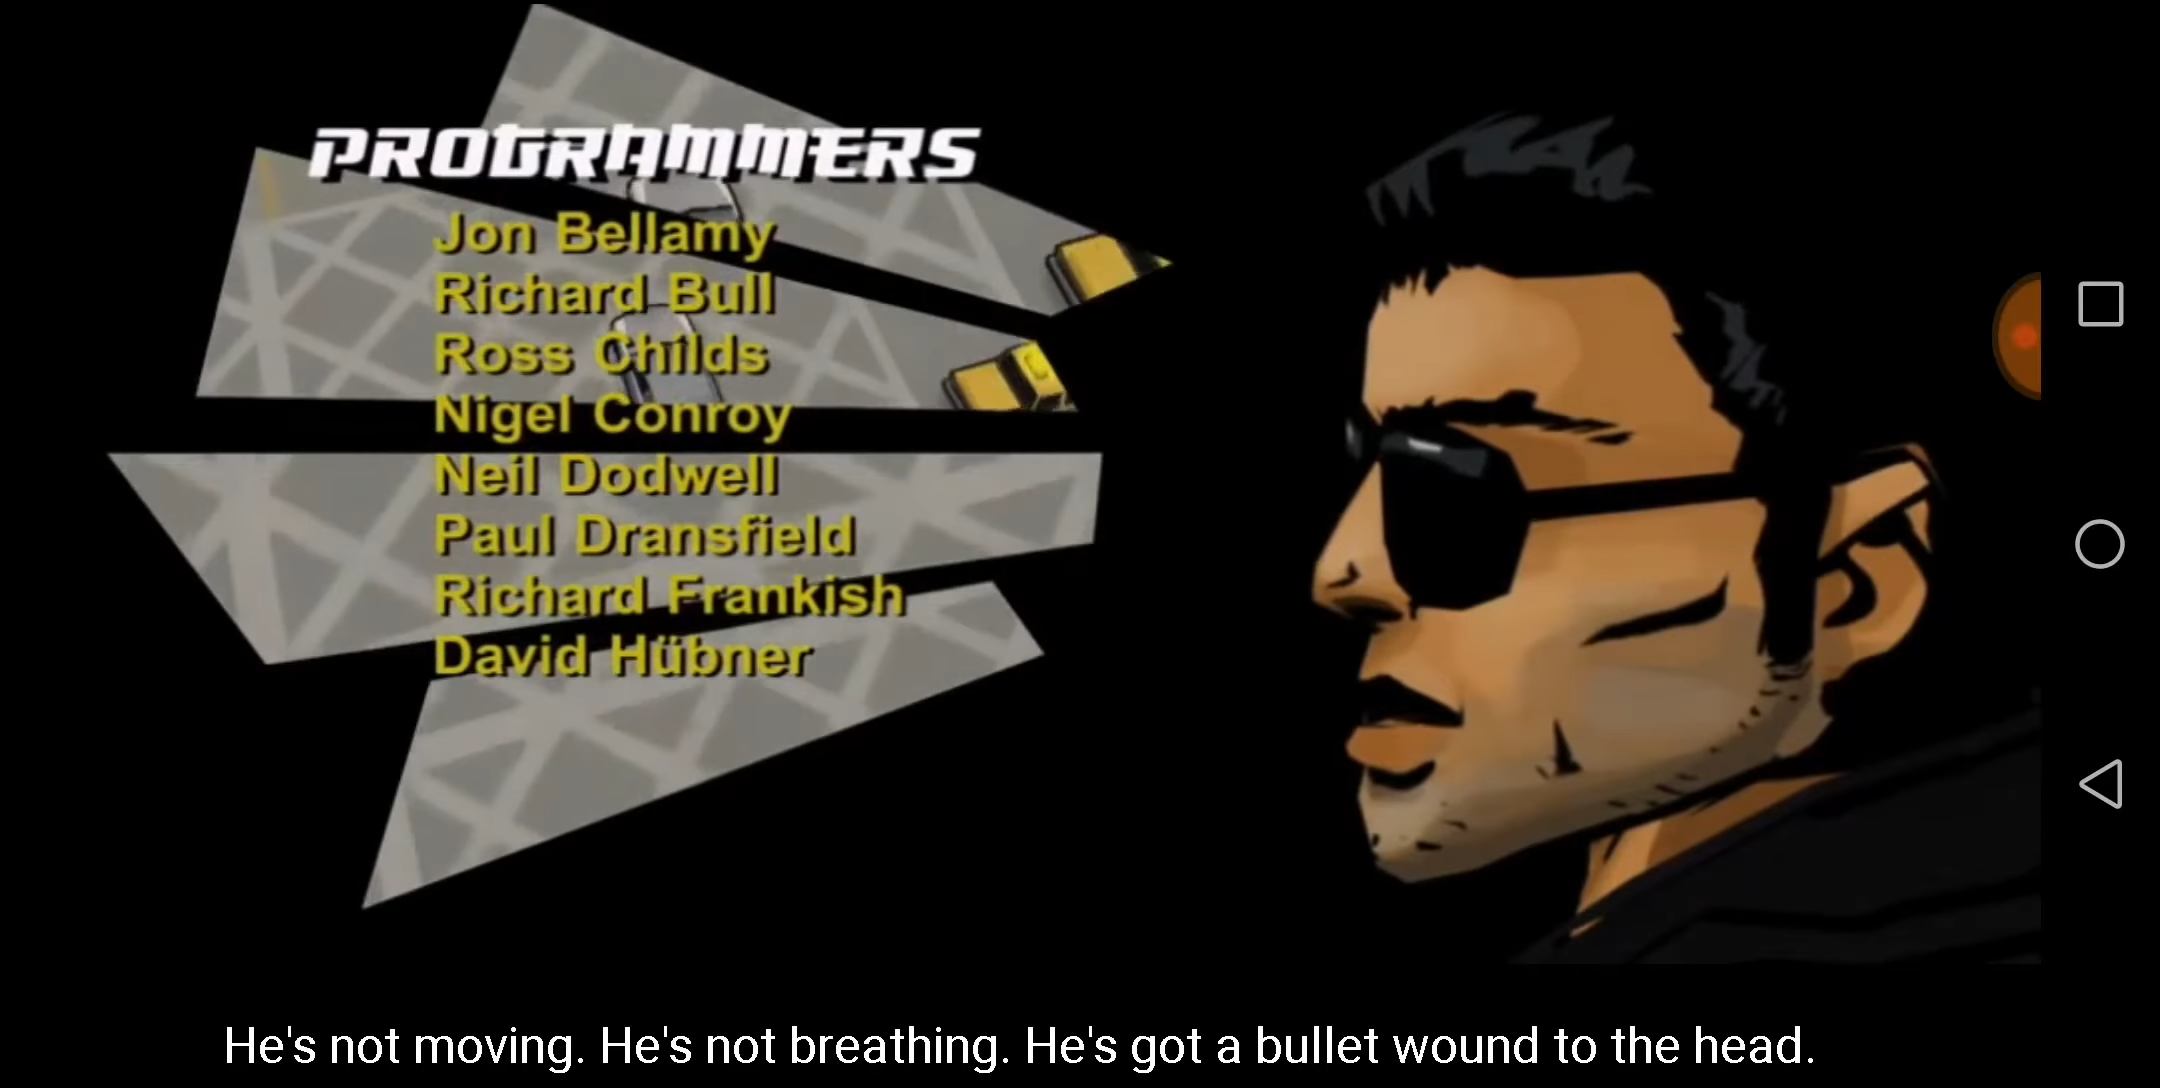 PROGRAMMERS
Jon Bellamy
Richard Bull
Ross Childs
Nigel Conroy
Neil Dodwell
Paul Dransfield
Richard Frankish
David Hübner
He's not moving. He's not breathing. He's got a bullet wound to the head.